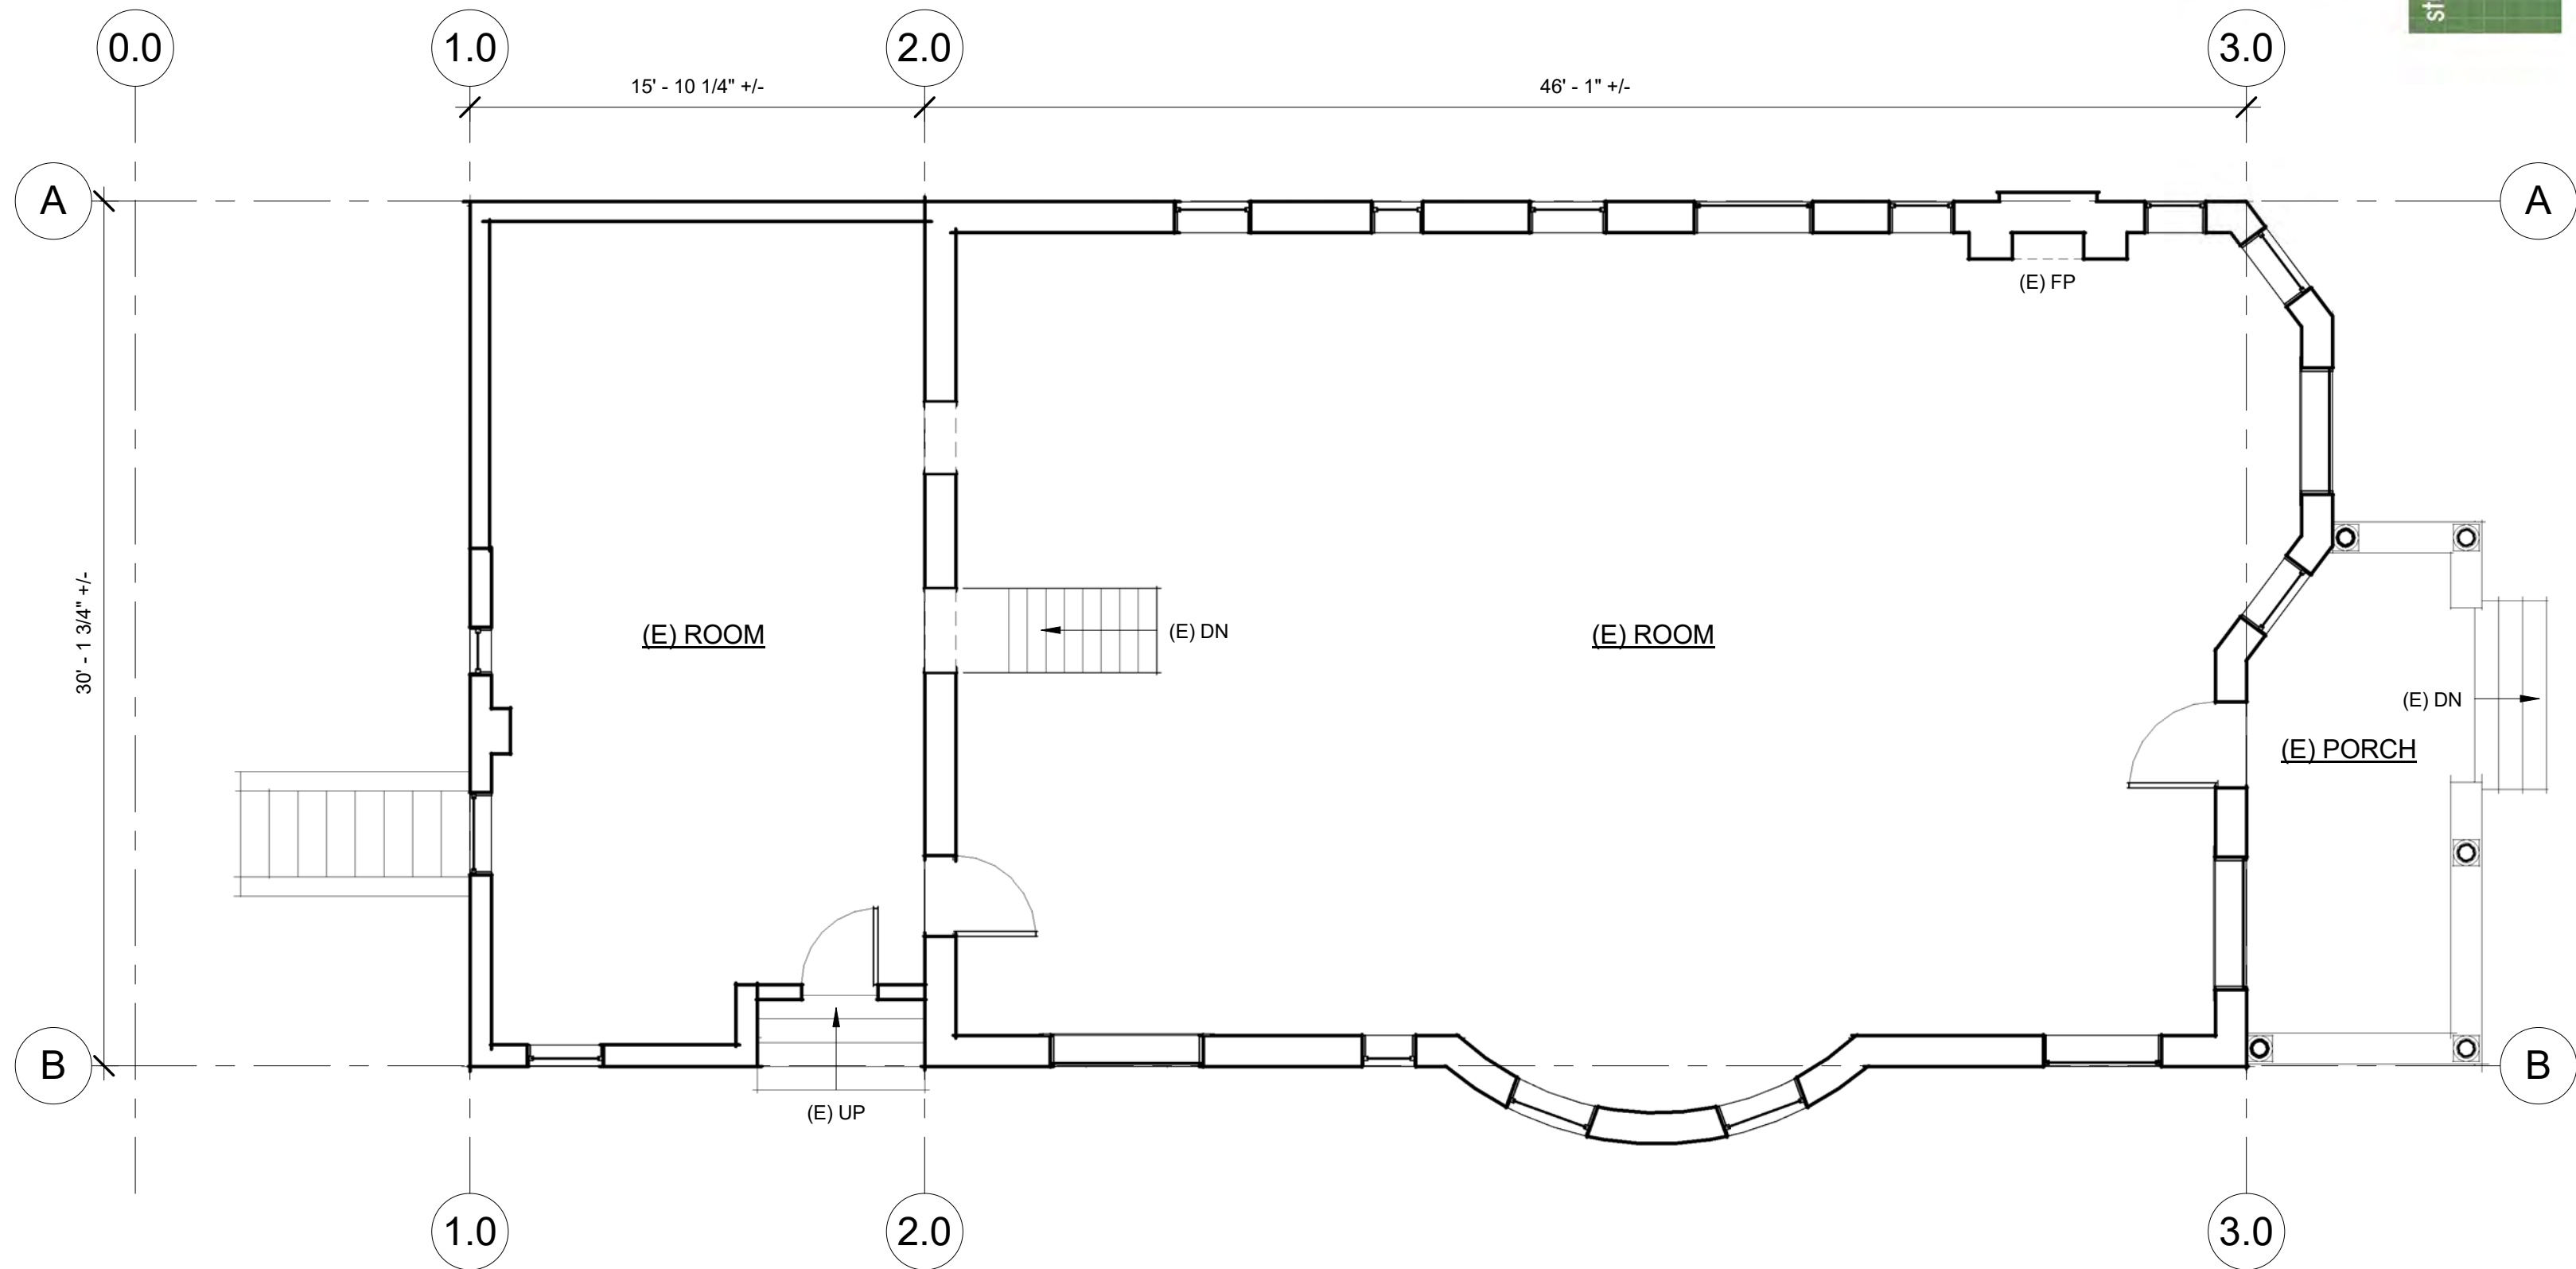 0.0
1.0
2.0
3.0
15' - 10 1/4" +/-
46' - 1" +/-
A
A
(E) FP
30' - 1 3/4" +/-
(E) ROOM
(E) DN
(E) ROOM
(E) DN
(E) PORCH
B
B
(E) UP
1.0
2.0
3.0